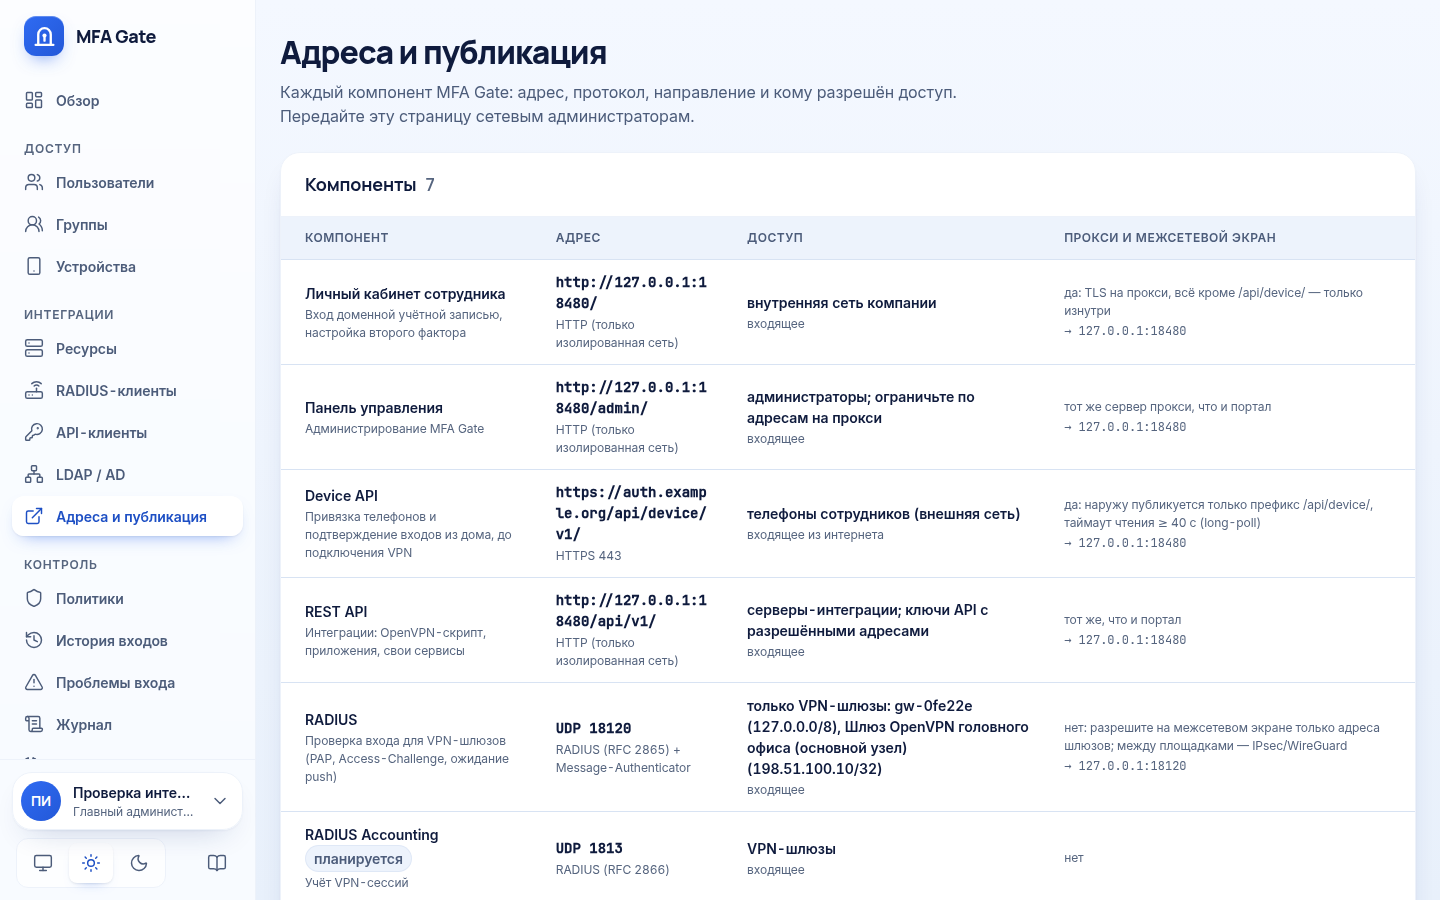 MFA Gate
Обзор
ДОСТУП
Пользователи
Группы
Устройства
ИНТЕГРАЦИИ
Ресурсы
RADIUS-клиенты
API-клиенты
LDAP / AD
Адреса и публикация
КОНТРОЛЬ
Политики
История входов
Проблемы входа
Журнал
ПИ
Проверка инте...
Главный админист...
Адреса и публикация
Каждый компонент MFA Gate: адрес, протокол, направление и кому разрешён доступ.
Передайте эту страницу сетевым администраторам.
Компоненты 7
КОМПОНЕНТ АДРЕС ДОСТУП ПРОКСИ И МЕЖСЕТЕВОЙ ЭКРАН
Личный кабинет сотрудника
Вход доменной учётной записью,
настройка второго фактора
http://127.0.0.1:1
8480/
HTTP (только
изолированная сеть)
внутренняя сеть компании
входящее
да: TLS на прокси, всё кроме /api/device/ — только
изнутри
→ 127.0.0.1:18480
Панель управления
Администрирование MFA Gate
http://127.0.0.1:1
8480/admin/
HTTP (только
изолированная сеть)
администраторы; ограничьте по
адресам на прокси
входящее
тот же сервер прокси, что и портал
→ 127.0.0.1:18480
Device API
Привязка телефонов и
подтверждение входов из дома, до
подключения VPN
https://auth.examp
le.org/api/device/
v1/
HTTPS 443
телефоны сотрудников (внешняя сеть)
входящее из интернета
да: наружу публикуется только префикс /api/device/,
таймаут чтения ≥ 40 с (long-poll)
→ 127.0.0.1:18480
REST API
Интеграции: OpenVPN-скрипт,
приложения, свои сервисы
http://127.0.0.1:1
8480/api/v1/
HTTP (только
изолированная сеть)
серверы-интеграции; ключи API с
разрешёнными адресами
входящее
тот же, что и портал
→ 127.0.0.1:18480
RADIUS
Проверка входа для VPN-шлюзов
(PAP, Access-Challenge, ожидание
push)
UDP 18120
RADIUS (RFC 2865) +
Message-Authenticator
только VPN-шлюзы: gw-0fe22e
(127.0.0.0/8), Шлюз OpenVPN головного
офиса (основной узел)
(198.51.100.10/32)
входящее
нет: разрешите на межсетевом экране только адреса
шлюзов; между площадками — IPsec/WireGuard
→ 127.0.0.1:18120
RADIUS Accounting
планируется
Учёт VPN-сессий
UDP 1813
RADIUS (RFC 2866)
VPN-шлюзы
входящее
нет